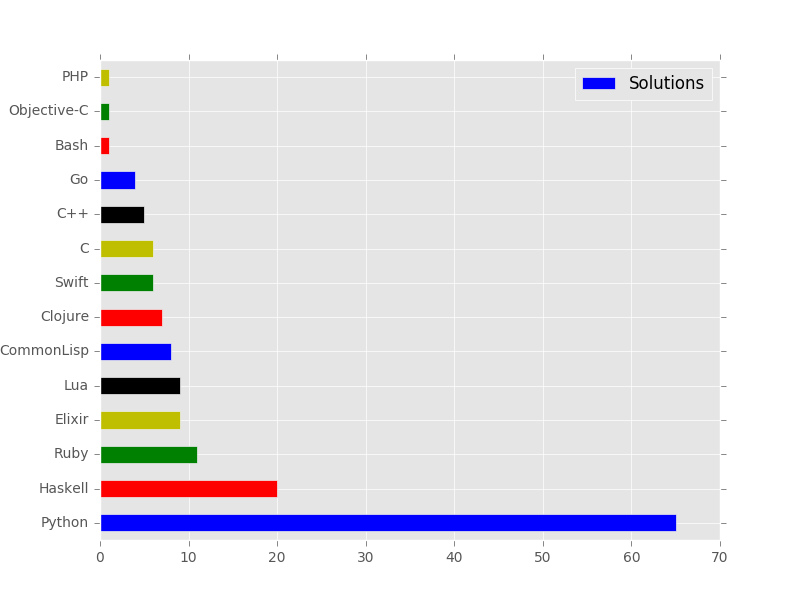 Solutions
PHP
Objective-C
Bash
Go
C++
C
Swift
Clojure
CommonLisp
Lua
Elixir
Ruby
Haskell
Python
0 10 20 30 40 50 60 70